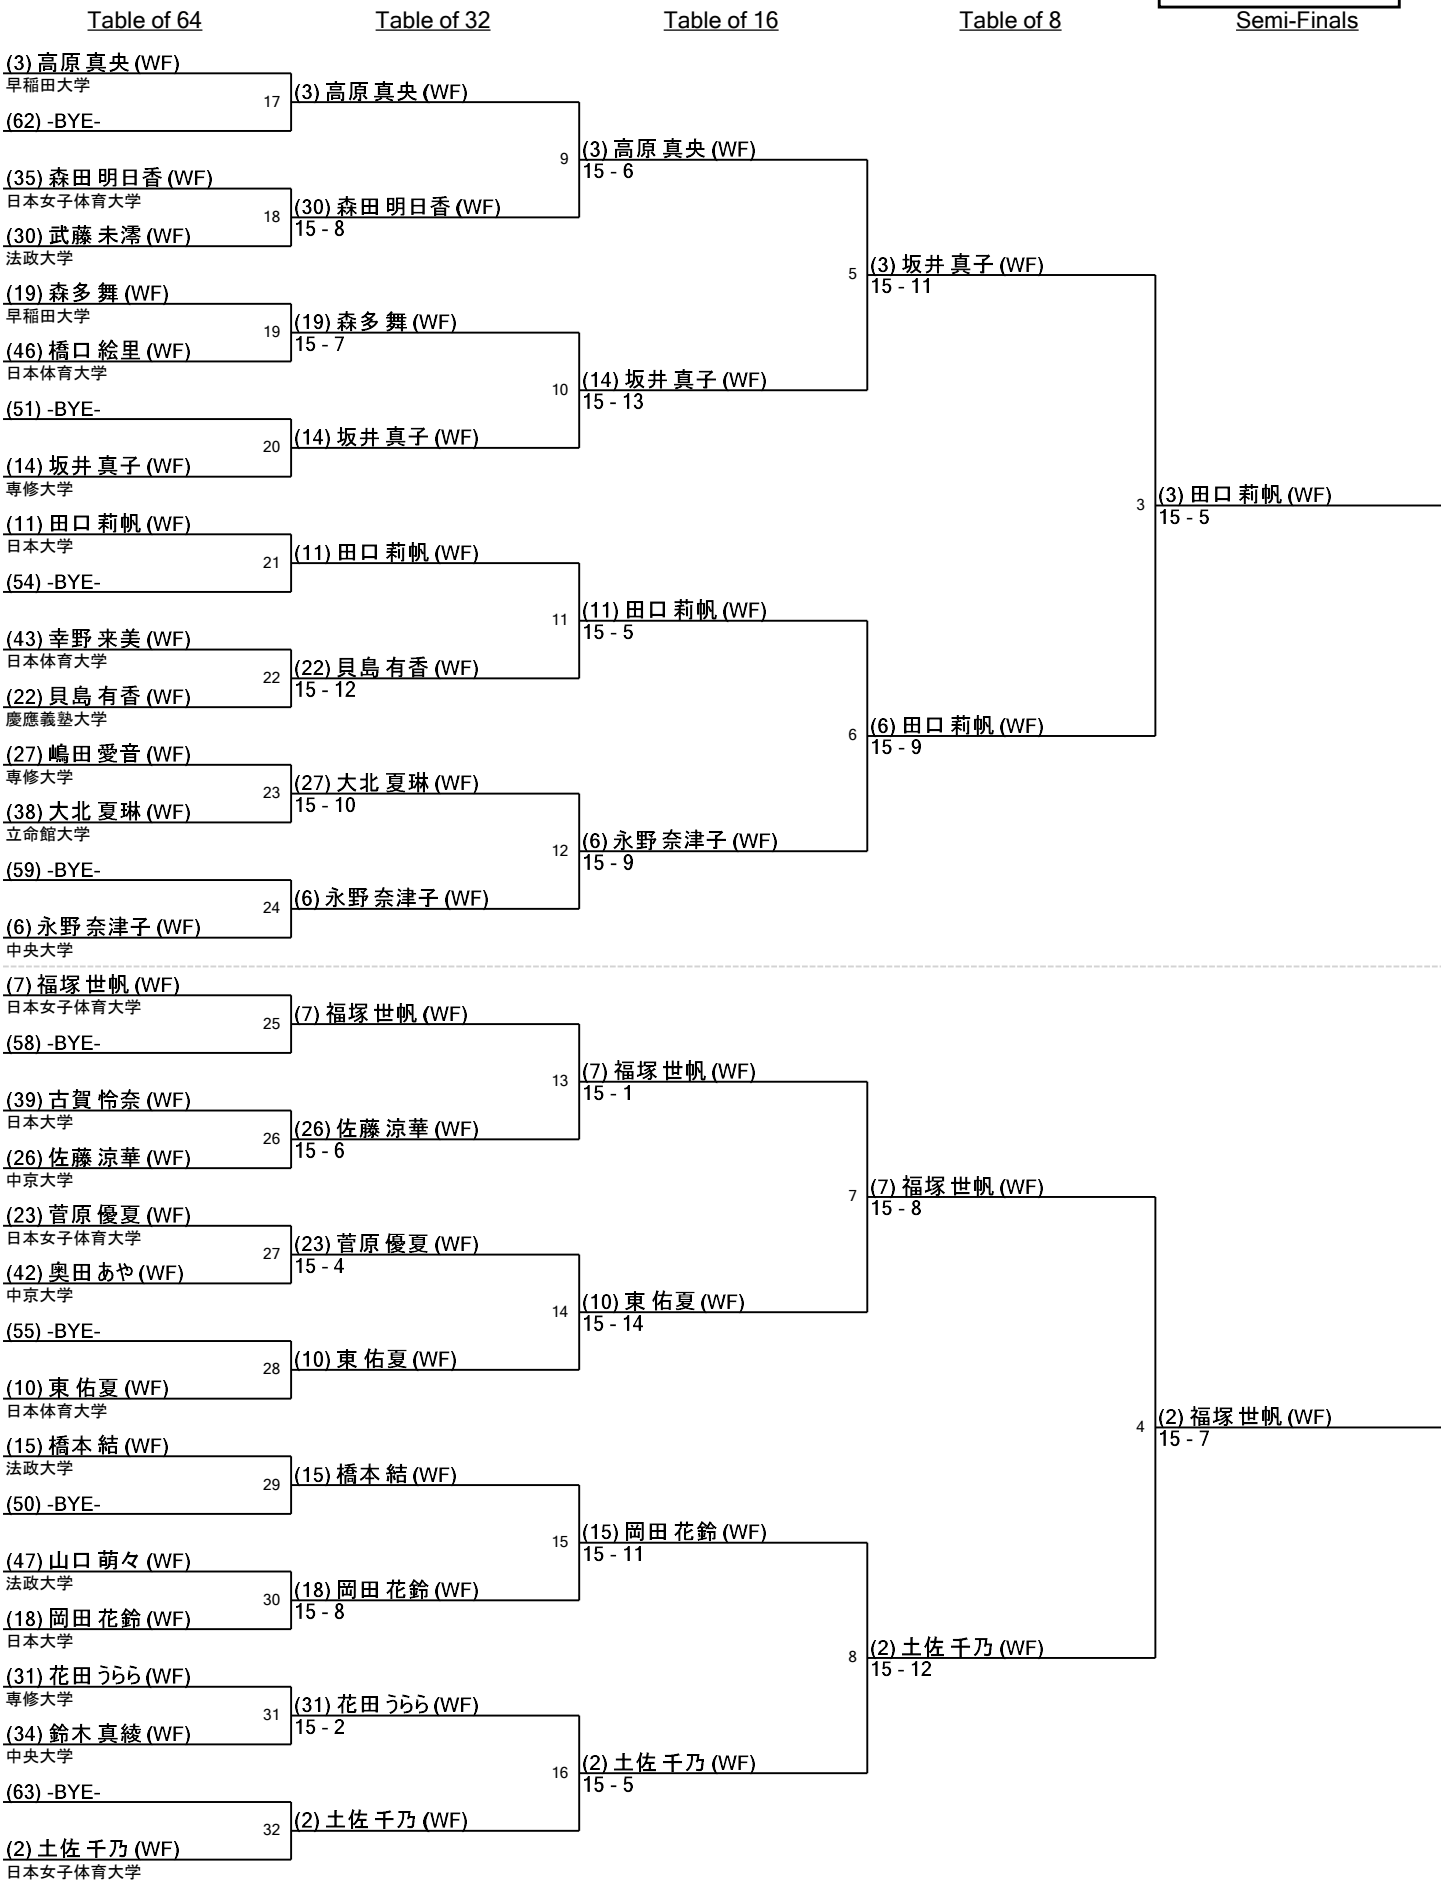 Table of 64
Table of 32
Table of 16
Table of 8
Semi-Finals
(3) 高原 真央 (WF)
早稲田大学
(62) -BYE-
(35) 森田 明日香 (WF)
日本女子体育大学
(30) 武藤 未澪 (WF)
法政大学
(19) 森多 舞 (WF)
早稲田大学
(46) 橋口 絵里 (WF)
日本体育大学
(51) -BYE-
(14) 坂井 真子 (WF)
専修大学
(11) 田口 莉帆 (WF)
日本大学
(54) -BYE-
(43) 幸野 来美 (WF)
日本体育大学
(22) 貝島 有香 (WF)
慶應義塾大学
(27) 嶋田 愛音 (WF)
専修大学
(38) 大北 夏琳 (WF)
立命館大学
(59) -BYE-
(6) 永野 奈津子 (WF)
中央大学
(7) 福塚 世帆 (WF)
日本女子体育大学
(58) -BYE-
(39) 古賀 怜奈 (WF)
日本大学
(26) 佐藤 涼華 (WF)
中京大学
(23) 菅原 優夏 (WF)
日本女子体育大学
(42) 奥田 あや (WF)
中京大学
(55) -BYE-
(10) 東 佑夏 (WF)
日本体育大学
(15) 橋本 結 (WF)
法政大学
(50) -BYE-
(47) 山口 萌々 (WF)
法政大学
(18) 岡田 花鈴 (WF)
日本大学
(31) 花田 うらら (WF)
専修大学
(34) 鈴木 真綾 (WF)
中央大学
(63) -BYE-
(2) 土佐 千乃 (WF)
日本女子体育大学
17
(3) 高原 真央 (WF)
18
(30) 森田 明日香 (WF)
15 - 8
19
(19) 森多 舞 (WF)
15 - 7
20
(14) 坂井 真子 (WF)
21
(11) 田口 莉帆 (WF)
22
(22) 貝島 有香 (WF)
15 - 12
23
(27) 大北 夏琳 (WF)
15 - 10
24
(6) 永野 奈津子 (WF)
25
(7) 福塚 世帆 (WF)
26
(26) 佐藤 涼華 (WF)
15 - 6
27
(23) 菅原 優夏 (WF)
15 - 4
28
(10) 東 佑夏 (WF)
29
(15) 橋本 結 (WF)
30
(18) 岡田 花鈴 (WF)
15 - 8
31
(31) 花田 うらら (WF)
15 - 2
32
(2) 土佐 千乃 (WF)
9
(3) 高原 真央 (WF)
15 - 6
10
(14) 坂井 真子 (WF)
15 - 13
11
(11) 田口 莉帆 (WF)
15 - 5
12
(6) 永野 奈津子 (WF)
15 - 9
13
(7) 福塚 世帆 (WF)
15 - 1
14
(10) 東 佑夏 (WF)
15 - 14
15
(15) 岡田 花鈴 (WF)
15 - 11
16
(2) 土佐 千乃 (WF)
15 - 5
5
(3) 坂井 真子 (WF)
15 - 11
6
(6) 田口 莉帆 (WF)
15 - 9
7
(7) 福塚 世帆 (WF)
15 - 8
8
(2) 土佐 千乃 (WF)
15 - 12
3
(3) 田口 莉帆 (WF)
15 - 5
4
(2) 福塚 世帆 (WF)
15 - 7